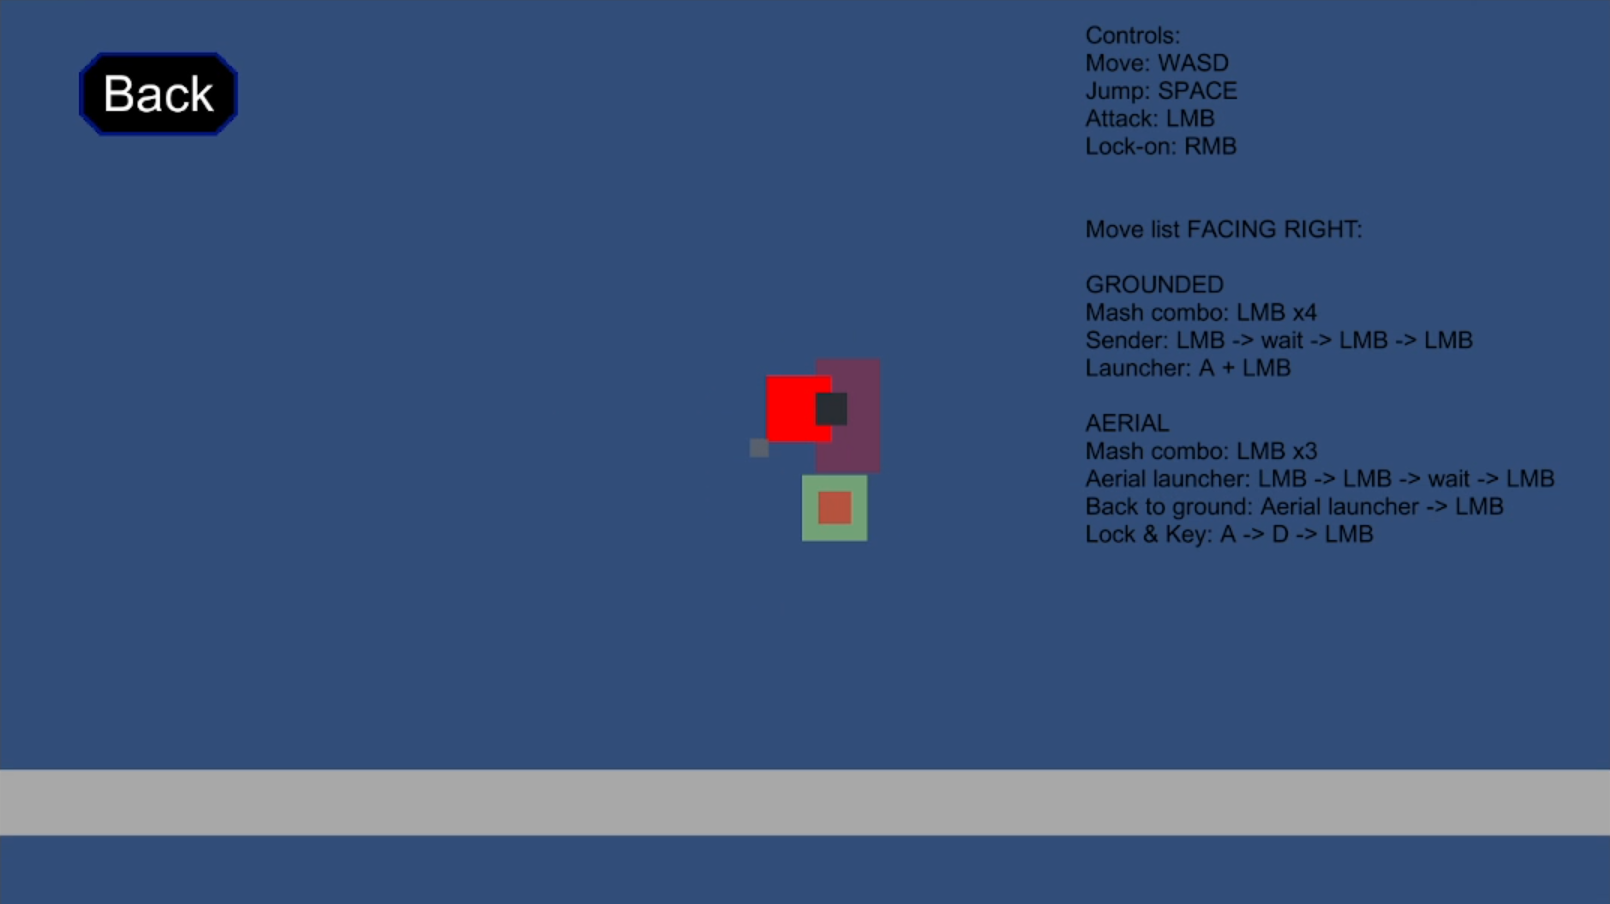 Back
Controls:
Move: WASD
Jump: SPACE
Attack: LMB
Lock-on: RMB
Move list FACING RIGHT:
GROUNDED
Mash combo: LMB x4
Sender: LMB -> wait -> LMB -> LMB
Launcher: A + LMB
AERIAL
Mash combo: LMB x3
Aerial launcher: LMB -> LMB -> wait -> LMB
Back to ground: Aerial launcher -> LMB
Lock & Key: A -> D -> LMB